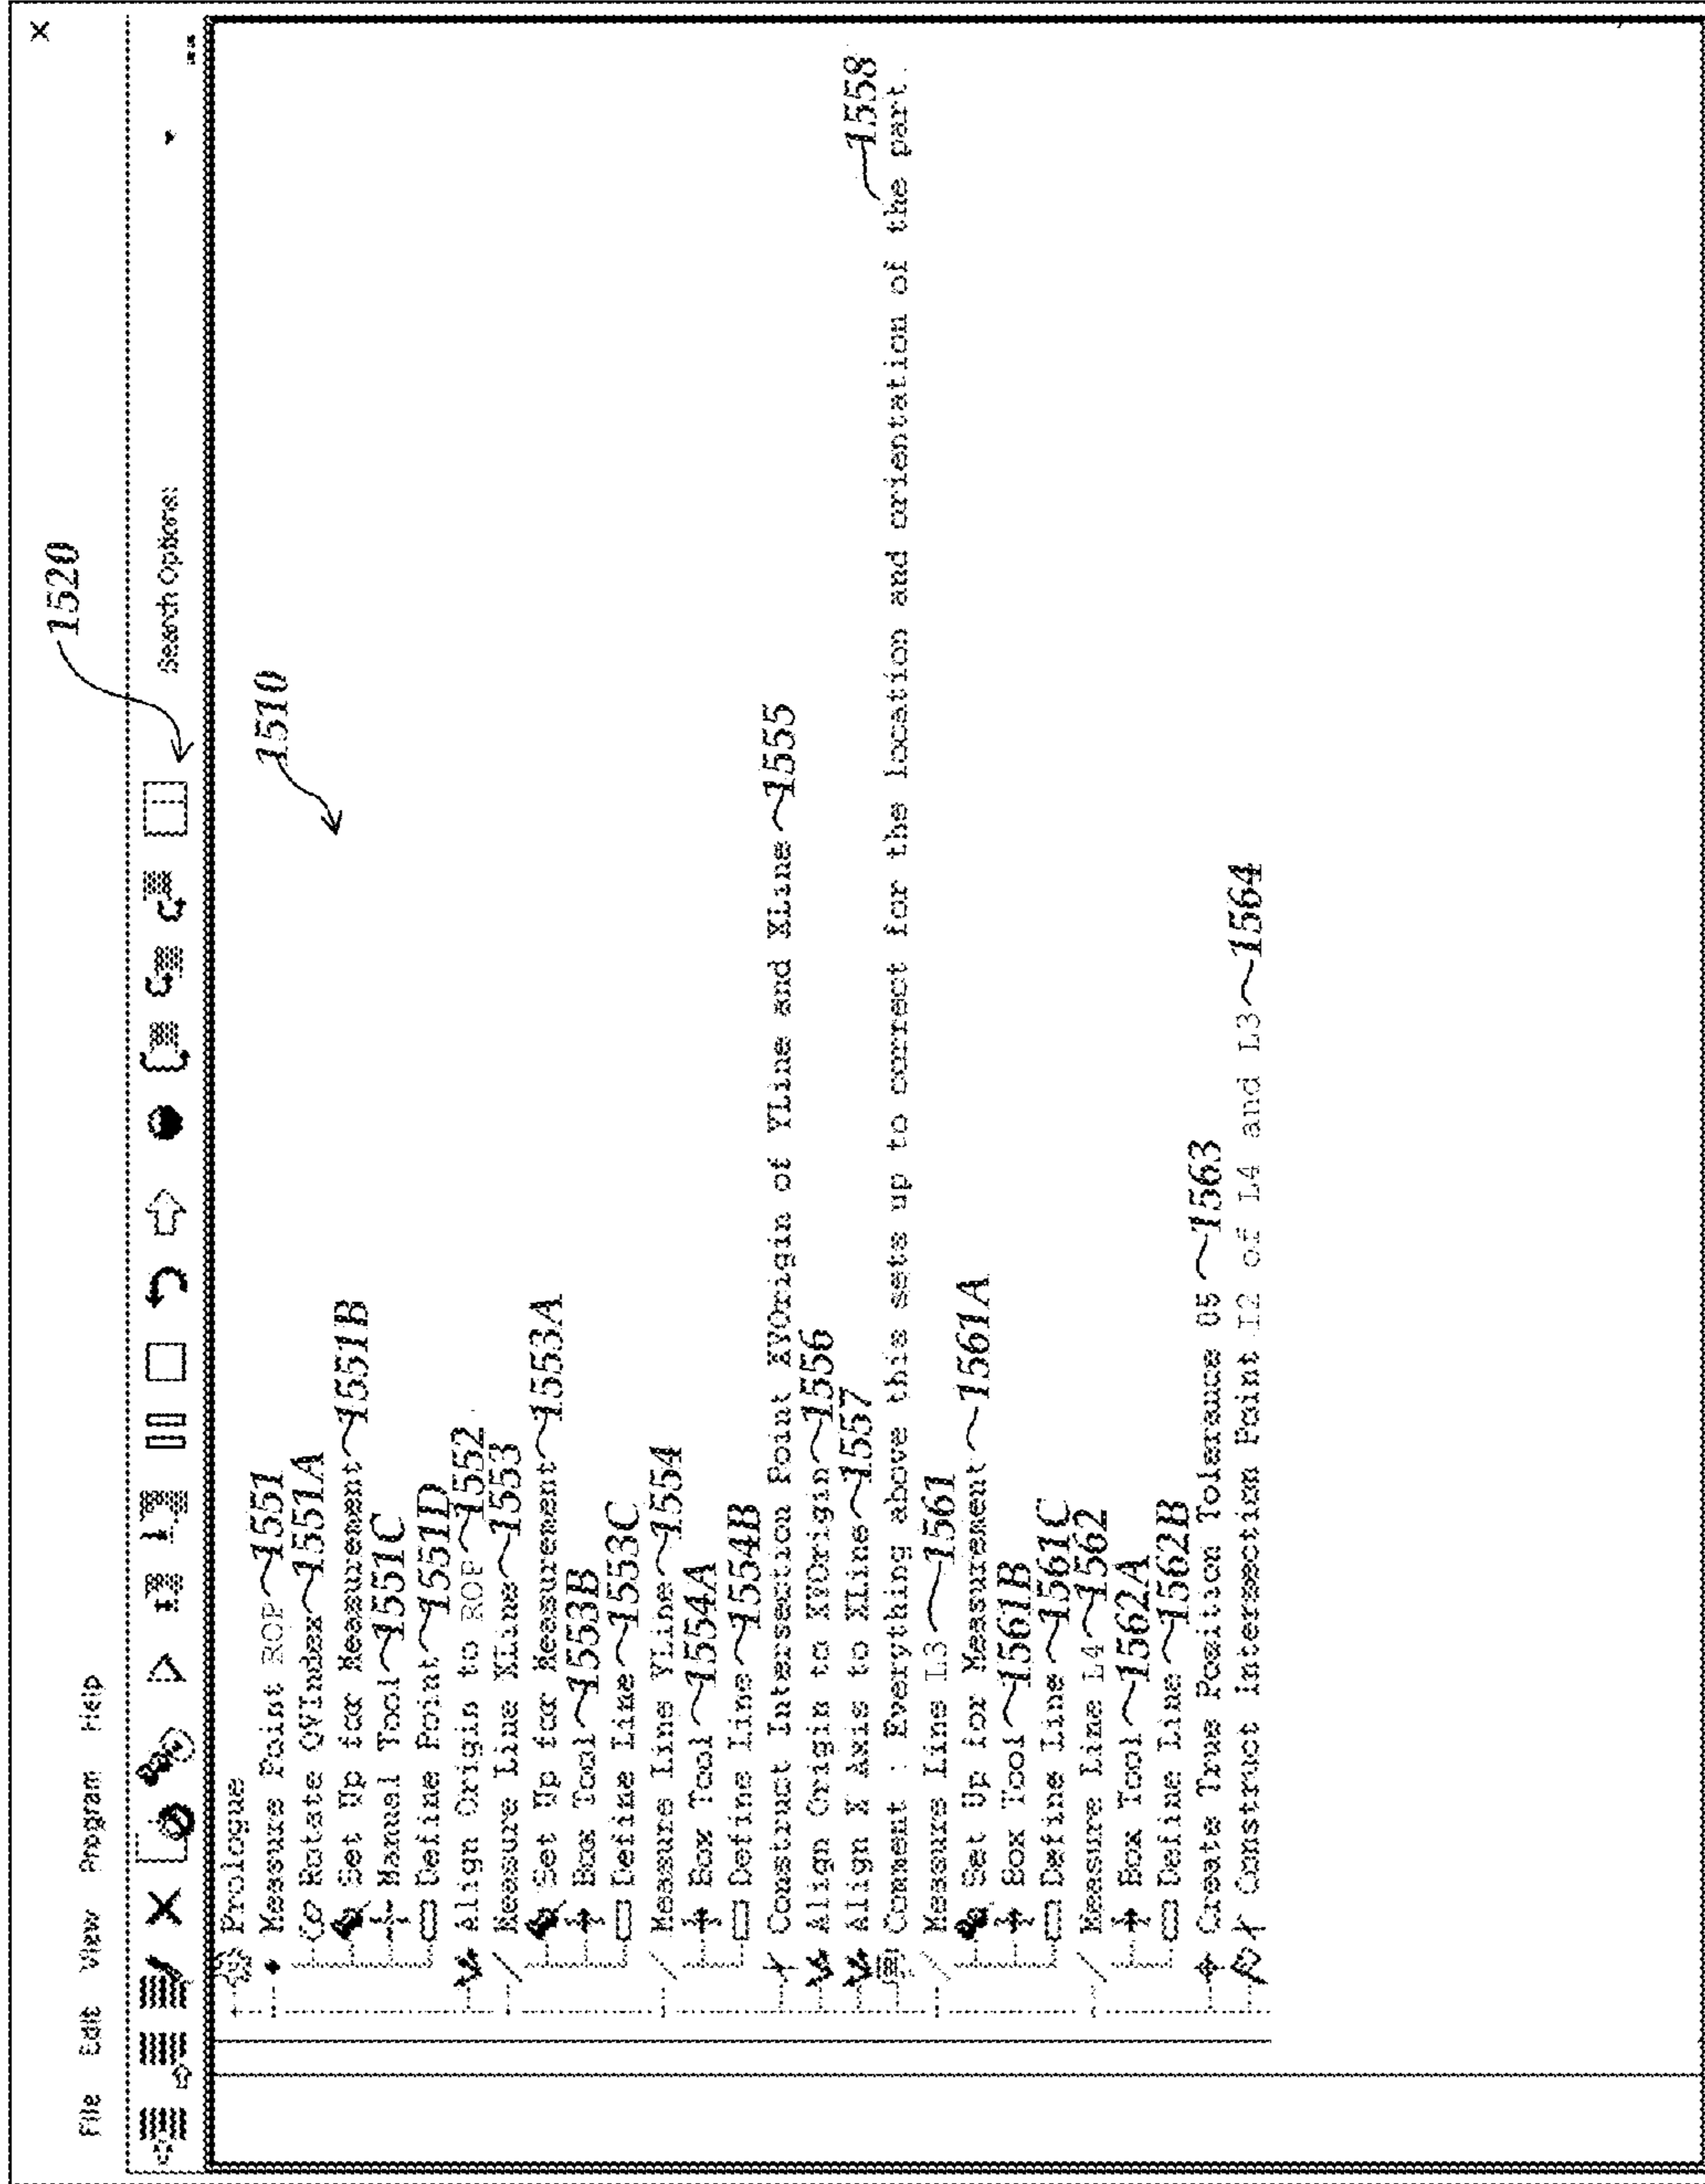 1520
File Edit View Program Help
Search Options:
1510
Prologue
Measure Point ROP 1551
Rotate QVIndex 1551A
Set Up for Measurement 1551B
Manual Tool 1551C
Define Point 1551D
Align Origin to ROP 1552
Measure Line XLine 1553
Set Up for Measurement 1553A
Box Tool 1553B
Define Line 1553C
Measure Line YLine 1554
Box Tool 1554A
Define Line 1554B
Construct Intersection Point XYOrigin of YLine and XLine 1555
Align Origin to XYOrigin 1556
Align X Axis to XLine 1557
1558
Comment : Everything above this sets up to correct for the location and orientation of the part.
Measure Line L3 1561
Set Up for Measurement 1561A
Box Tool 1561B
Define Line 1561C
Measure Line L4 1562
Box Tool 1562A
Define Line 1562B
Create True Position Tolerance 05 1563
Construct Intersection Point I2 of L4 and L3 1564